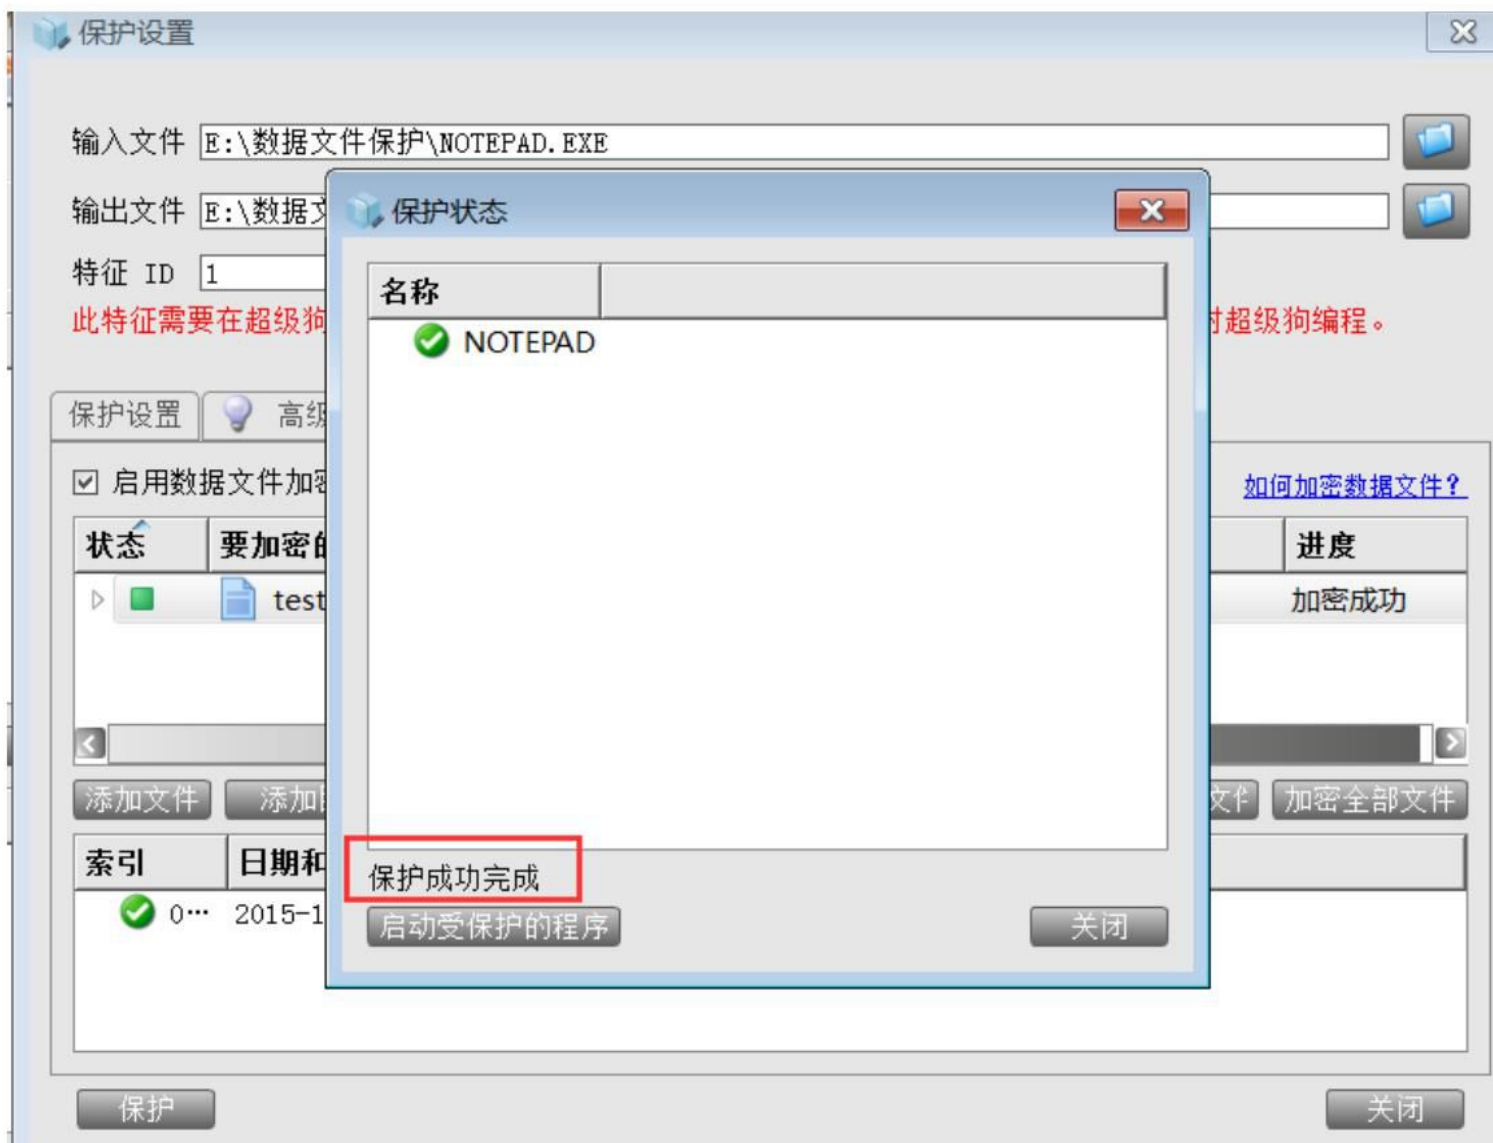 保护设置
输入文件 E:\数据文件保护\NOTEPAD.EXE
输出文件 E:\数据
特征 ID 1
此特征需要在超级狗
时超级狗编程。
保护设置 高级
启用数据文件加
如何加密数据文件?
状态 要加密 进度
test 加密成功
添加文件 添加 文件 加密全部文件
索引 日期和
0… 2015-1
保护 关闭
保护状态
名称
NOTEPAD
保护成功完成
启动受保护的程序 关闭